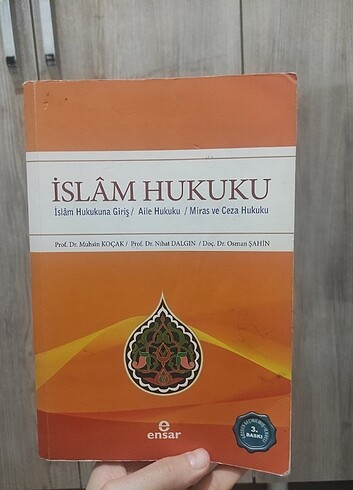 İSLÂM HUKUKU
İslâm Hukukuna Giriş / Aile Hukuku / Miras ve Ceza Hukuku
Prof. Dr. Muhsin KOÇAK / Prof. Dr. Nihat DALGIN / Doç. Dr. Osman ŞAHİN
ensar
3.
BASKI